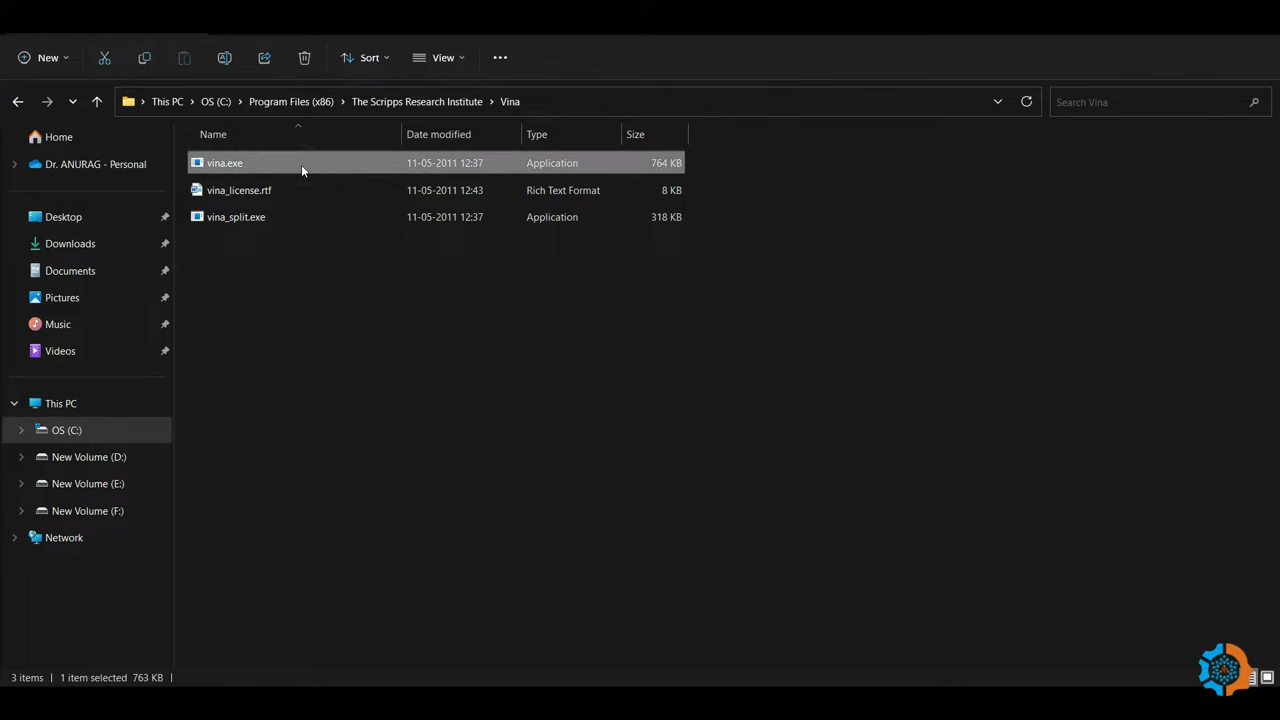 New Sort View
This PC OS (C:) Program Files (x86) The Scripps Research Institute Vina Search Vina
Home
Dr. ANURAG - Personal
Desktop
Downloads
Documents
Pictures
Music
Videos
This PC
OS (C:)
New Volume (D:)
New Volume (E:)
New Volume (F:)
Network
Name Date modified Type Size
vina.exe 11-05-2011 12:37 Application 764 KB
vina_license.rtf 11-05-2011 12:43 Rich Text Format 8 KB
vina_split.exe 11-05-2011 12:37 Application 318 KB
3 items 1 item selected 763 KB